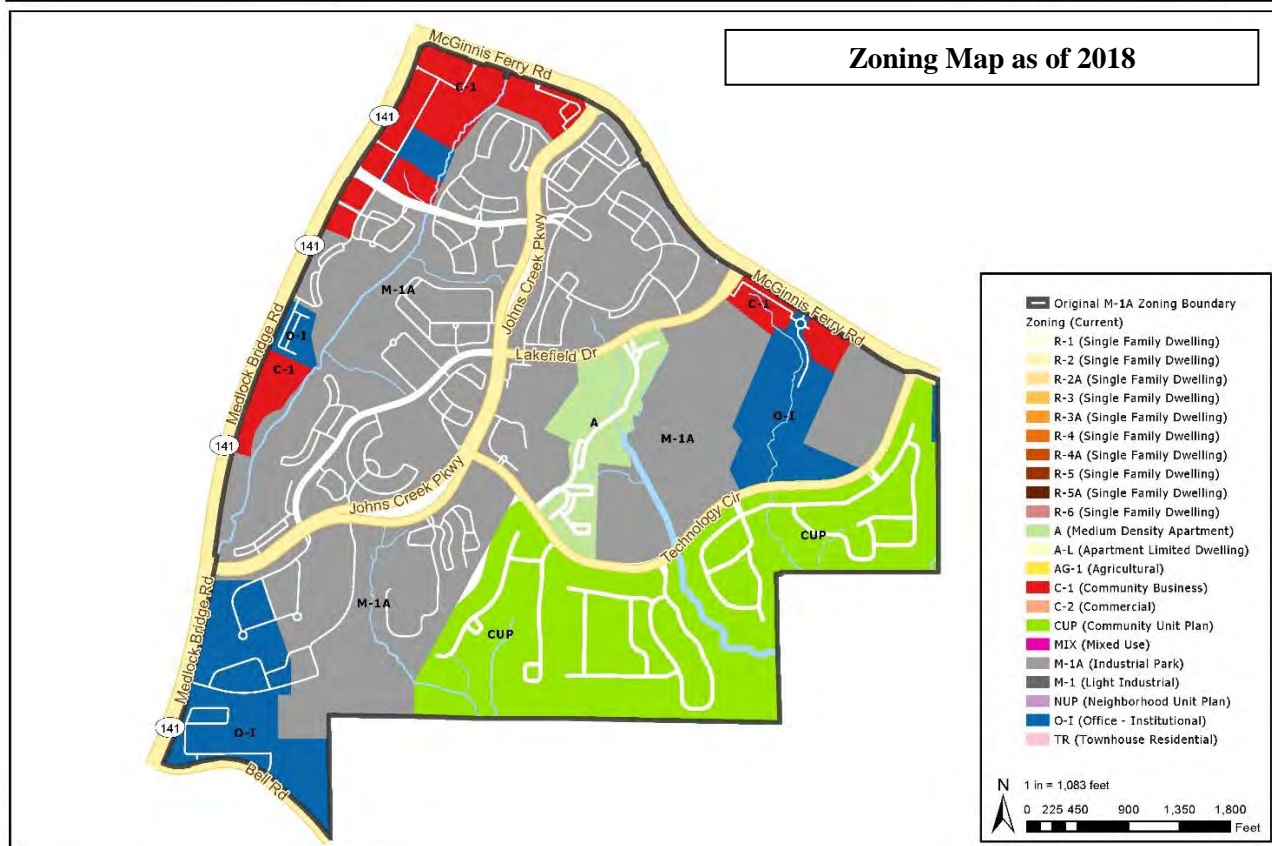 Zoning Map as of 2018
McGinnis Ferry Rd
C-1
141
141
Johns Creek Pkwy
M-1A
McGinnis Ferry Rd
C-1
Medlock Bridge Rd
O-I
Lakefield Dr
C-1
A
M-1A
O-I
141
Johns Creek Pkwy
Technology Cir
CUP
M-1A
CUP
Medlock Bridge Rd
141
O-I
Bell Rd
Original M-1A Zoning Boundary
Zoning (Current)
R-1 (Single Family Dwelling)
R-2 (Single Family Dwelling)
R-2A (Single Family Dwelling)
R-3 (Single Family Dwelling)
R-3A (Single Family Dwelling)
R-4 (Single Family Dwelling)
R-4A (Single Family Dwelling)
R-5 (Single Family Dwelling)
R-5A (Single Family Dwelling)
R-6 (Single Family Dwelling)
A (Medium Density Apartment)
A-L (Apartment Limited Dwelling)
AG-1 (Agricultural)
C-1 (Community Business)
C-2 (Commercial)
CUP (Community Unit Plan)
MIX (Mixed Use)
M-1A (Industrial Park)
M-1 (Light Industrial)
NUP (Neighborhood Unit Plan)
O-I (Office - Institutional)
TR (Townhouse Residential)
N
1 in = 1,083 feet
0 225 450 900 1,350 1,800
Feet